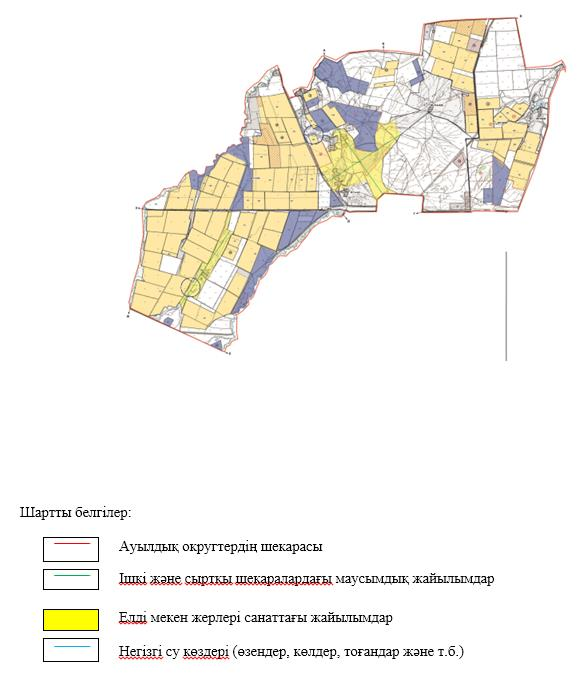 Шартты белгілер:
Ауылдық округтердің шекарасы
Ішкі және сыртқы шекаралардағы маусымдық жайылымдар
Елді мекен жерлері санаттағы жайылымдар
Негізгі су көздері (өзендер, көлдер, тоғандар және т.б.)